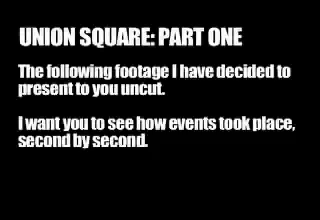 UNION SQUARE: PART ONE
The following footage I have decided to
present to you uncut.
I want you to see how events took place,
second by second.